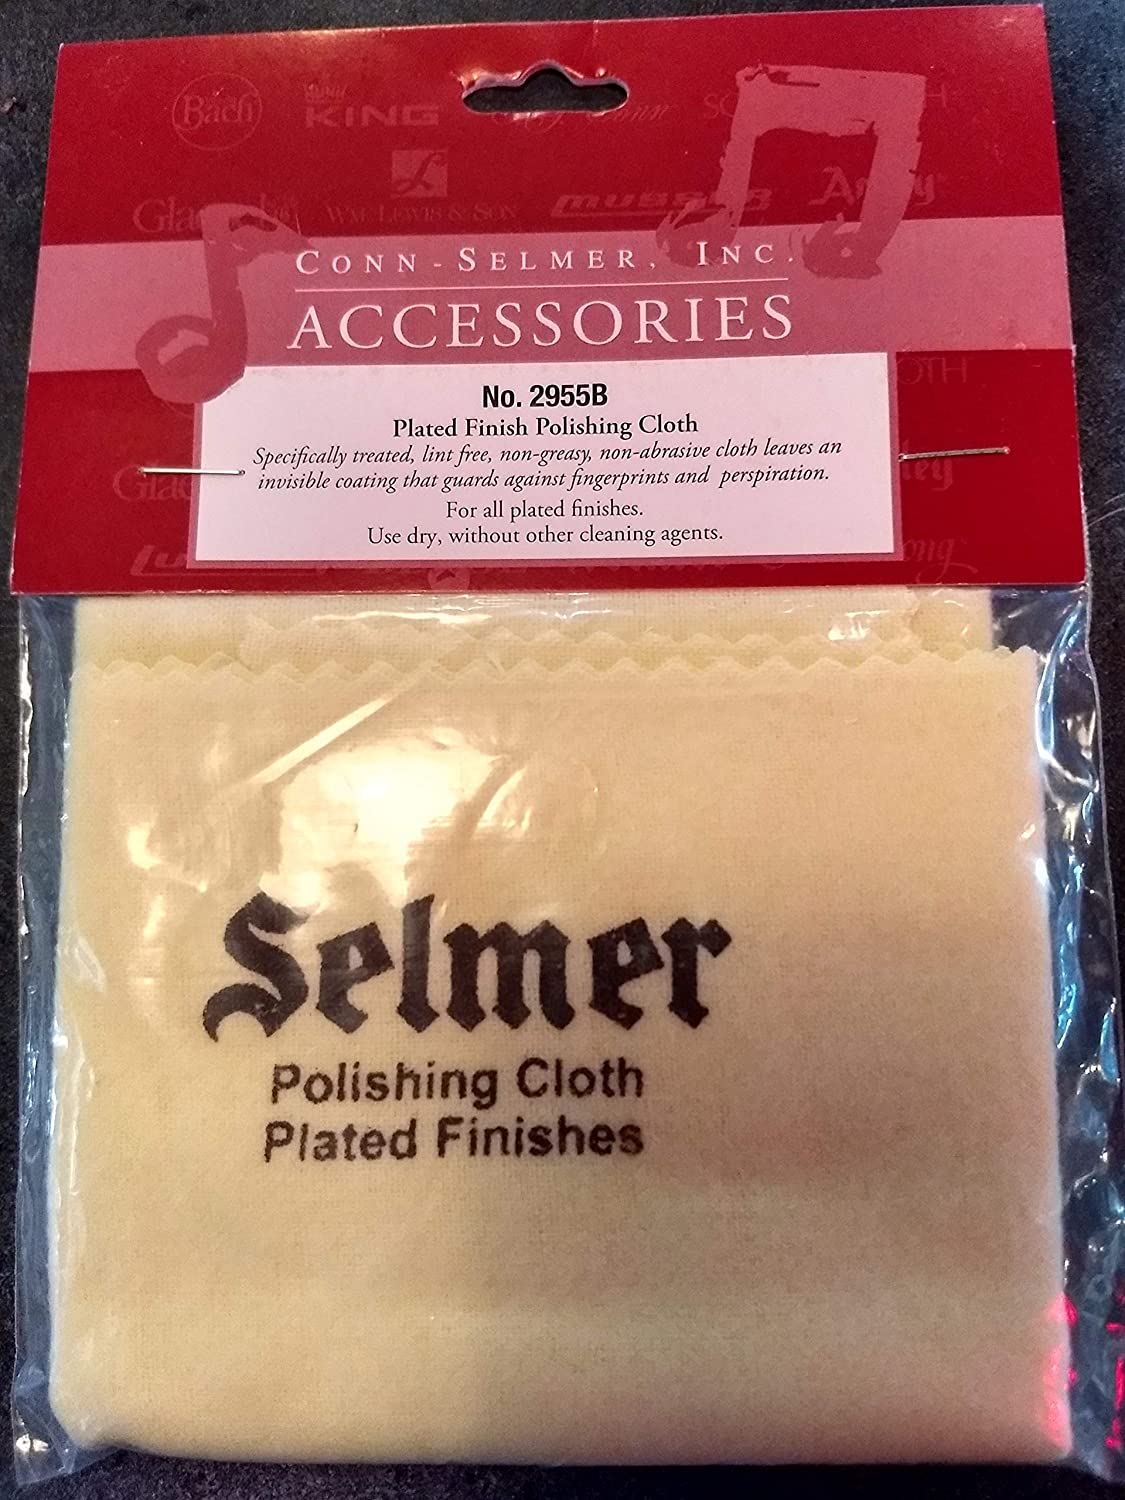 Bach
King
KING
WM. LEWIS & SON
MUSSER
CONN-SELMER, INC.
ACCESSORIES
No. 2955B
Plated Finish Polishing Cloth
Specifically treated, lint free, non-greasy, non-abrasive cloth leaves an
invisible coating that guards against fingerprints and perspiration.
For all plated finishes.
Use dry, without other cleaning agents.
Selmer
Polishing Cloth
Plated Finishes